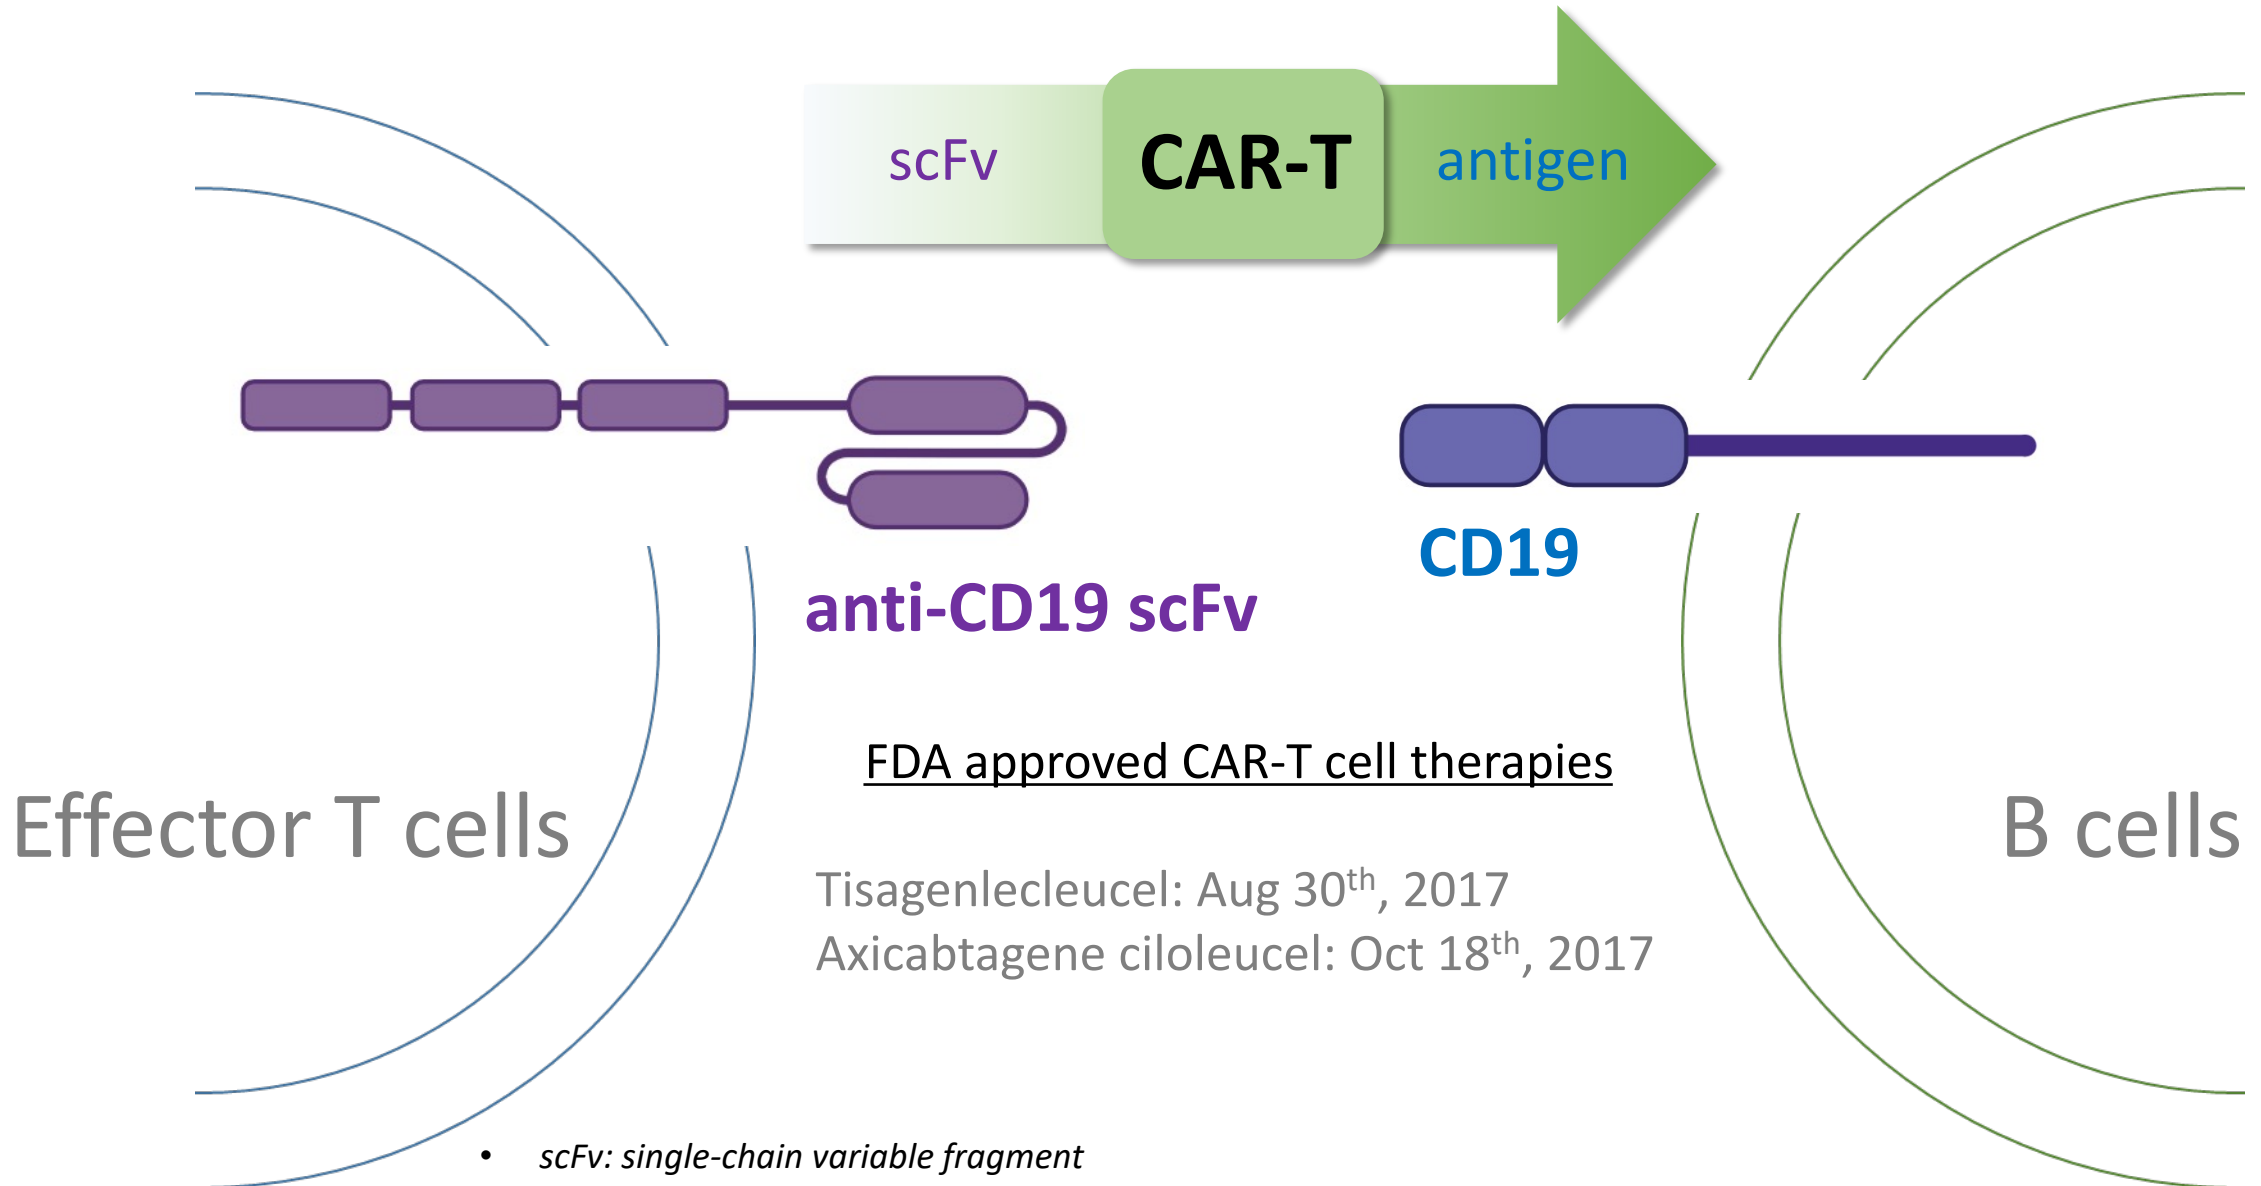 scFv
CAR-T
antigen
CD19
anti-CD19 scFv
FDA approved CAR-T cell therapies
Effector T cells
B cells
Tisagenlecleucel: Aug 30th, 2017
Axicabtagene ciloleucel: Oct 18th, 2017
• scFv: single-chain variable fragment